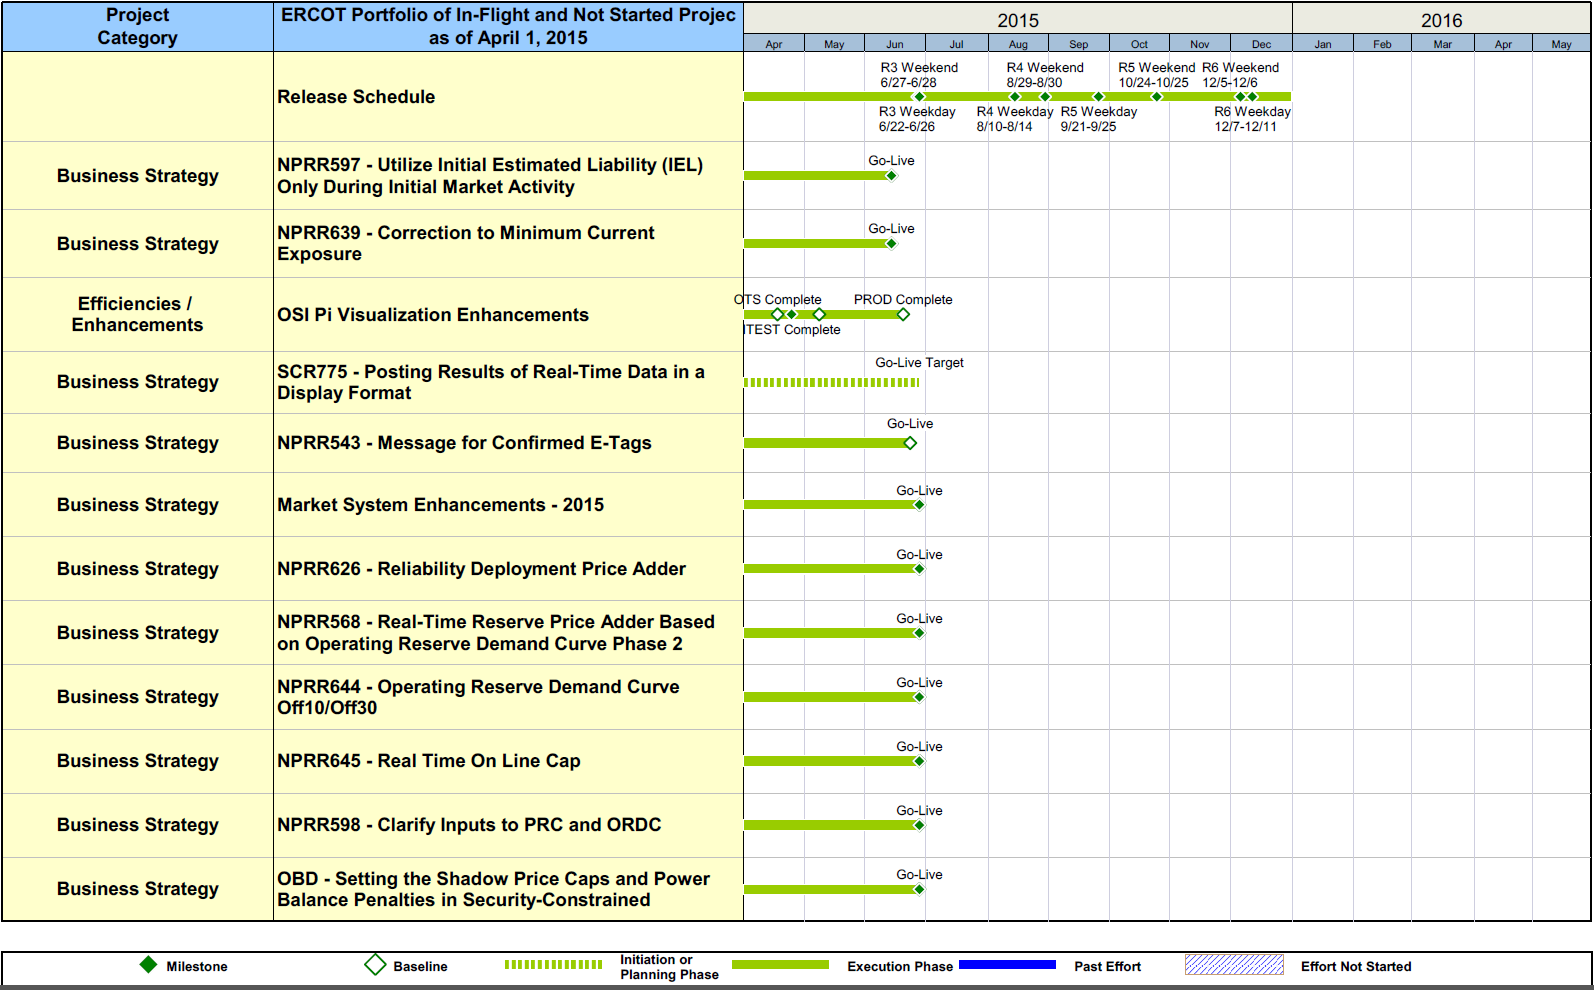 Project
Category
ERCOT Portfolio of In-Flight and Not Started Projec
as of April 1, 2015
2015
2016
Apr May Jun Jul Aug Sep Oct Nov Dec Jan Feb Mar Apr May
Release Schedule
R3 Weekend
6/27-6/28
R4 Weekend
8/29-8/30
R5 Weekend
10/24-10/25
R6 Weekend
12/5-12/6
R3 Weekday
6/22-6/26
R4 Weekday
8/10-8/14
R5 Weekday
9/21-9/25
R6 Weekday
12/7-12/11
Business Strategy
NPRR597 - Utilize Initial Estimated Liability (IEL)
Only During Initial Market Activity
Go-Live
Business Strategy
NPRR639 - Correction to Minimum Current
Exposure
Go-Live
Efficiencies /
Enhancements
OSI Pi Visualization Enhancements
OTS Complete
PROD Complete
ITEST Complete
Business Strategy
SCR775 - Posting Results of Real-Time Data in a
Display Format
Go-Live Target
Business Strategy
NPRR543 - Message for Confirmed E-Tags
Go-Live
Business Strategy
Market System Enhancements - 2015
Go-Live
Business Strategy
NPRR626 - Reliability Deployment Price Adder
Go-Live
Business Strategy
NPRR568 - Real-Time Reserve Price Adder Based
on Operating Reserve Demand Curve Phase 2
Go-Live
Business Strategy
NPRR644 - Operating Reserve Demand Curve
Off10/Off30
Go-Live
Business Strategy
NPRR645 - Real Time On Line Cap
Go-Live
Business Strategy
NPRR598 - Clarify Inputs to PRC and ORDC
Go-Live
Business Strategy
OBD - Setting the Shadow Price Caps and Power
Balance Penalties in Security-Constrained
Go-Live
Milestone
Baseline
Initiation or
Planning Phase
Execution Phase
Past Effort
Effort Not Started